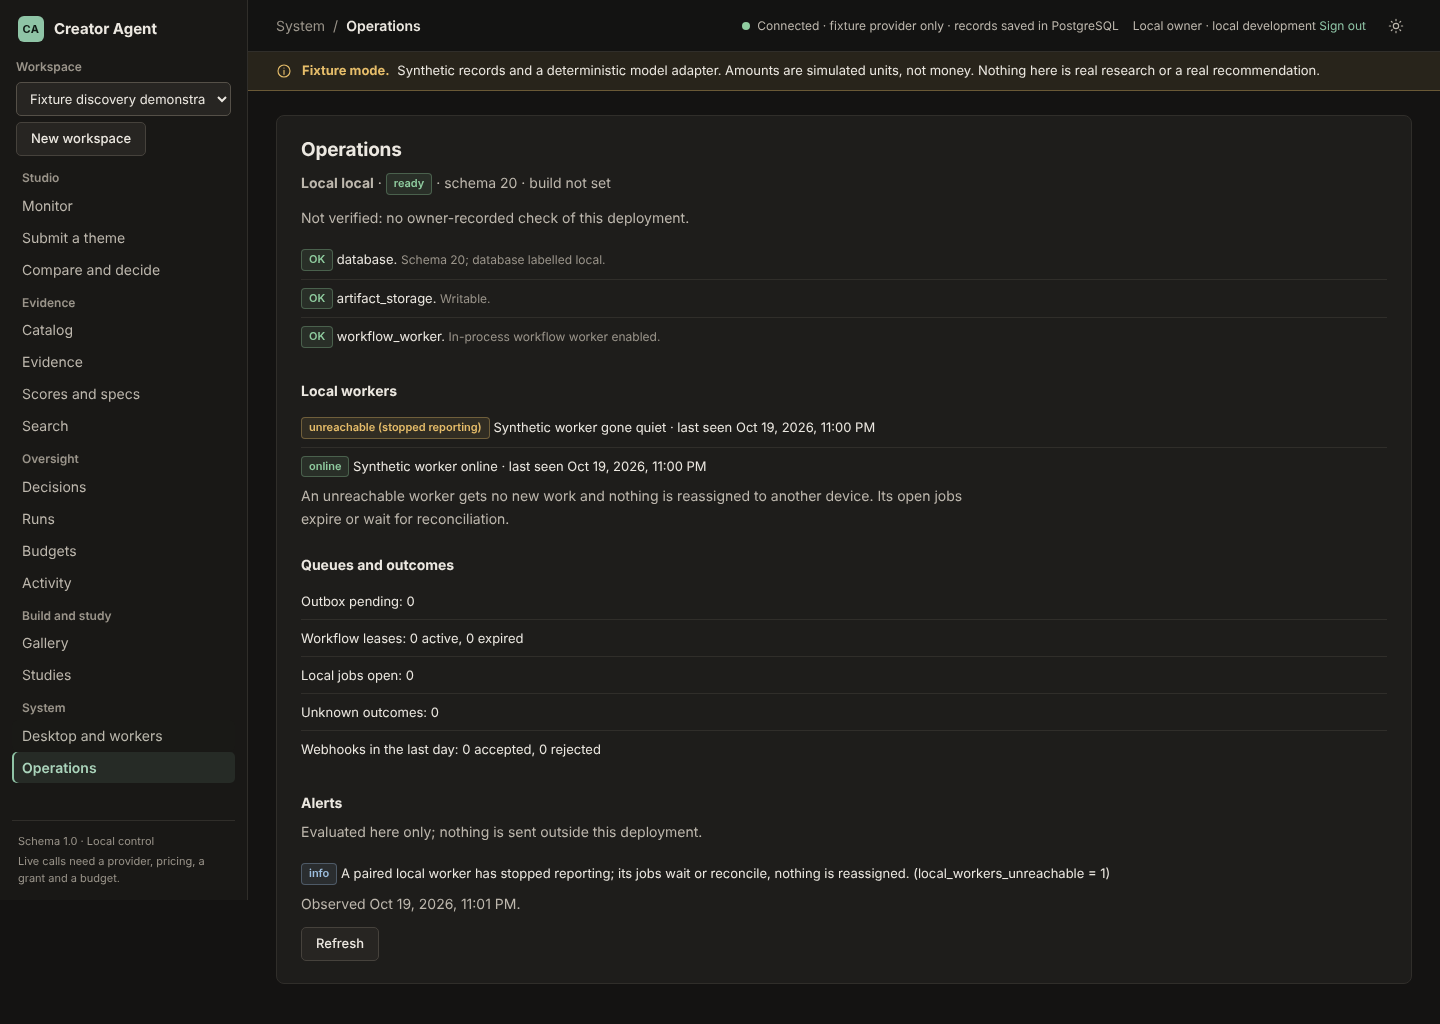 CA Creator Agent
Workspace
Fixture discovery demonstra
New workspace
Studio
Monitor
Submit a theme
Compare and decide
Evidence
Catalog
Evidence
Scores and specs
Search
Oversight
Decisions
Runs
Budgets
Activity
Build and study
Gallery
Studies
System
Desktop and workers
Operations
Schema 1.0 · Local control
Live calls need a provider, pricing, a
grant and a budget.
System / Operations
Connected · fixture provider only · records saved in PostgreSQL Local owner · local development Sign out
Fixture mode. Synthetic records and a deterministic model adapter. Amounts are simulated units, not money. Nothing here is real research or a real recommendation.
Operations
Local local · ready · schema 20 · build not set
Not verified: no owner-recorded check of this deployment.
OK database. Schema 20; database labelled local.
OK artifact_storage. Writable.
OK workflow_worker. In-process workflow worker enabled.
Local workers
unreachable (stopped reporting) Synthetic worker gone quiet · last seen Oct 19, 2026, 11:00 PM
online Synthetic worker online · last seen Oct 19, 2026, 11:00 PM
An unreachable worker gets no new work and nothing is reassigned to another device. Its open jobs
expire or wait for reconciliation.
Queues and outcomes
Outbox pending: 0
Workflow leases: 0 active, 0 expired
Local jobs open: 0
Unknown outcomes: 0
Webhooks in the last day: 0 accepted, 0 rejected
Alerts
Evaluated here only; nothing is sent outside this deployment.
info A paired local worker has stopped reporting; its jobs wait or reconcile, nothing is reassigned. (local_workers_unreachable = 1)
Observed Oct 19, 2026, 11:01 PM.
Refresh